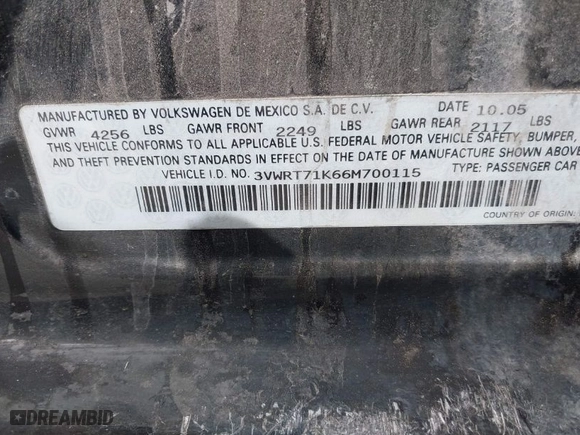 MANUFACTURED BY VOLKSWAGEN DE MEXICO S.A. DE C.V. DATE 10.05
GVWR 4256 LBS GAWR FRONT 2249 LBS GAWR REAR 2117 LBS
THIS VEHICLE CONFORMS TO ALL APPLICABLE U.S. FEDERAL MOTOR VEHICLE SAFETY, BUMPER,
AND THEFT PREVENTION STANDARDS IN EFFECT ON THE DATE OF MANUFACTURE SHOWN ABOVE
VEHICLE I.D. NO. 3VWRT71K66M700115 TYPE: PASSENGER CAR
COUNTRY OF ORIGIN:
DREAMBID